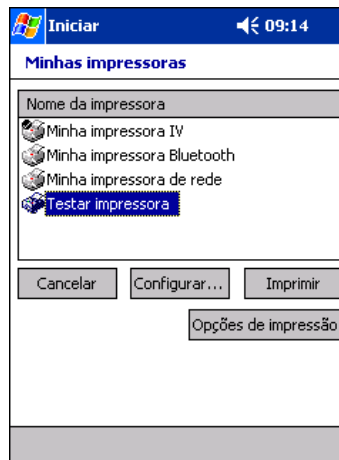 Iniciar 09:14
Minhas impressoras
Nome da impressora
Minha impressora IV
Minha impressora Bluetooth
Minha impressora de rede
Testar impressora
Cancelar Configurar... Imprimir
Opções de impressão